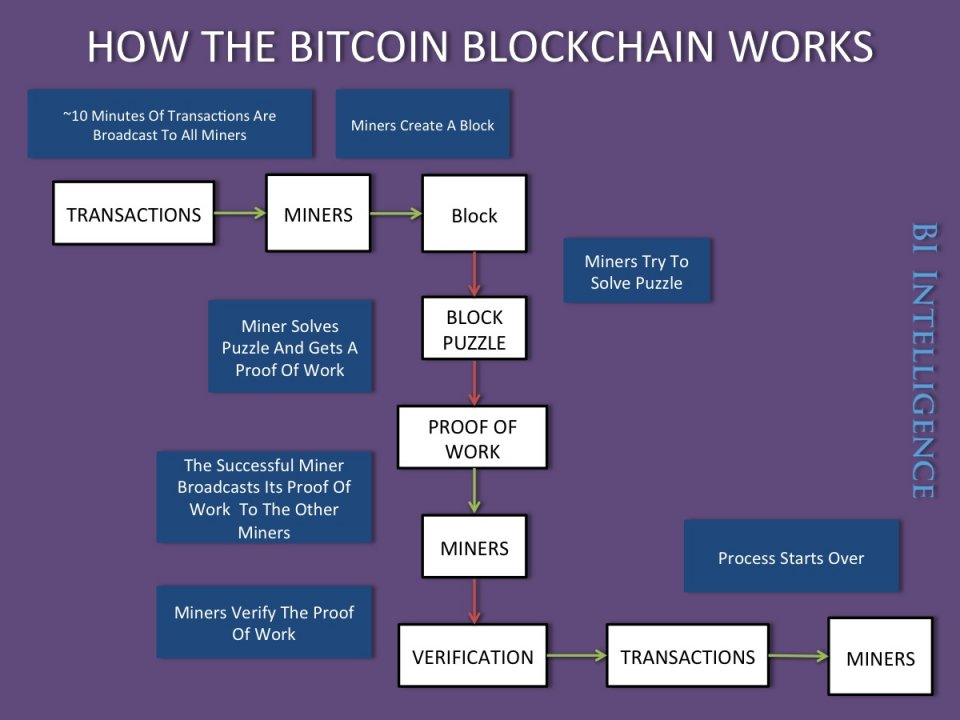 HOW THE BITCOIN BLOCKCHAIN WORKS
~10 Minutes Of Transactions Are
Broadcast To All Miners
Miners Create A Block
TRANSACTIONS
MINERS
Block
Miners Try To
Solve Puzzle
BLOCK
PUZZLE
Miner Solves
Puzzle And Gets A
Proof Of Work
PROOF OF
WORK
The Successful Miner
Broadcasts Its Proof Of
Work To The Other
Miners
MINERS
Process Starts Over
Miners Verify The Proof
Of Work
VERIFICATION
TRANSACTIONS
MINERS
BI INTELLIGENCE